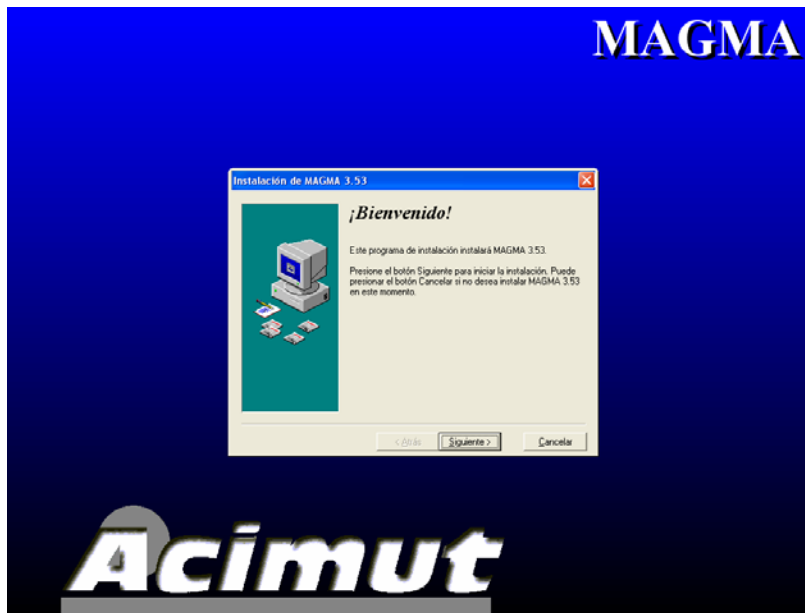 MAGMA
Instalación de MAGMA 3.53
¡Bienvenido!
Este programa de instalación instalará MAGMA 3.53.
Presione el botón Siguiente para iniciar la instalación. Puede
presionar el botón Cancelar si no desea instalar MAGMA 3.53
en este momento.
< Atrás
Siguiente >
Cancelar
Acimut